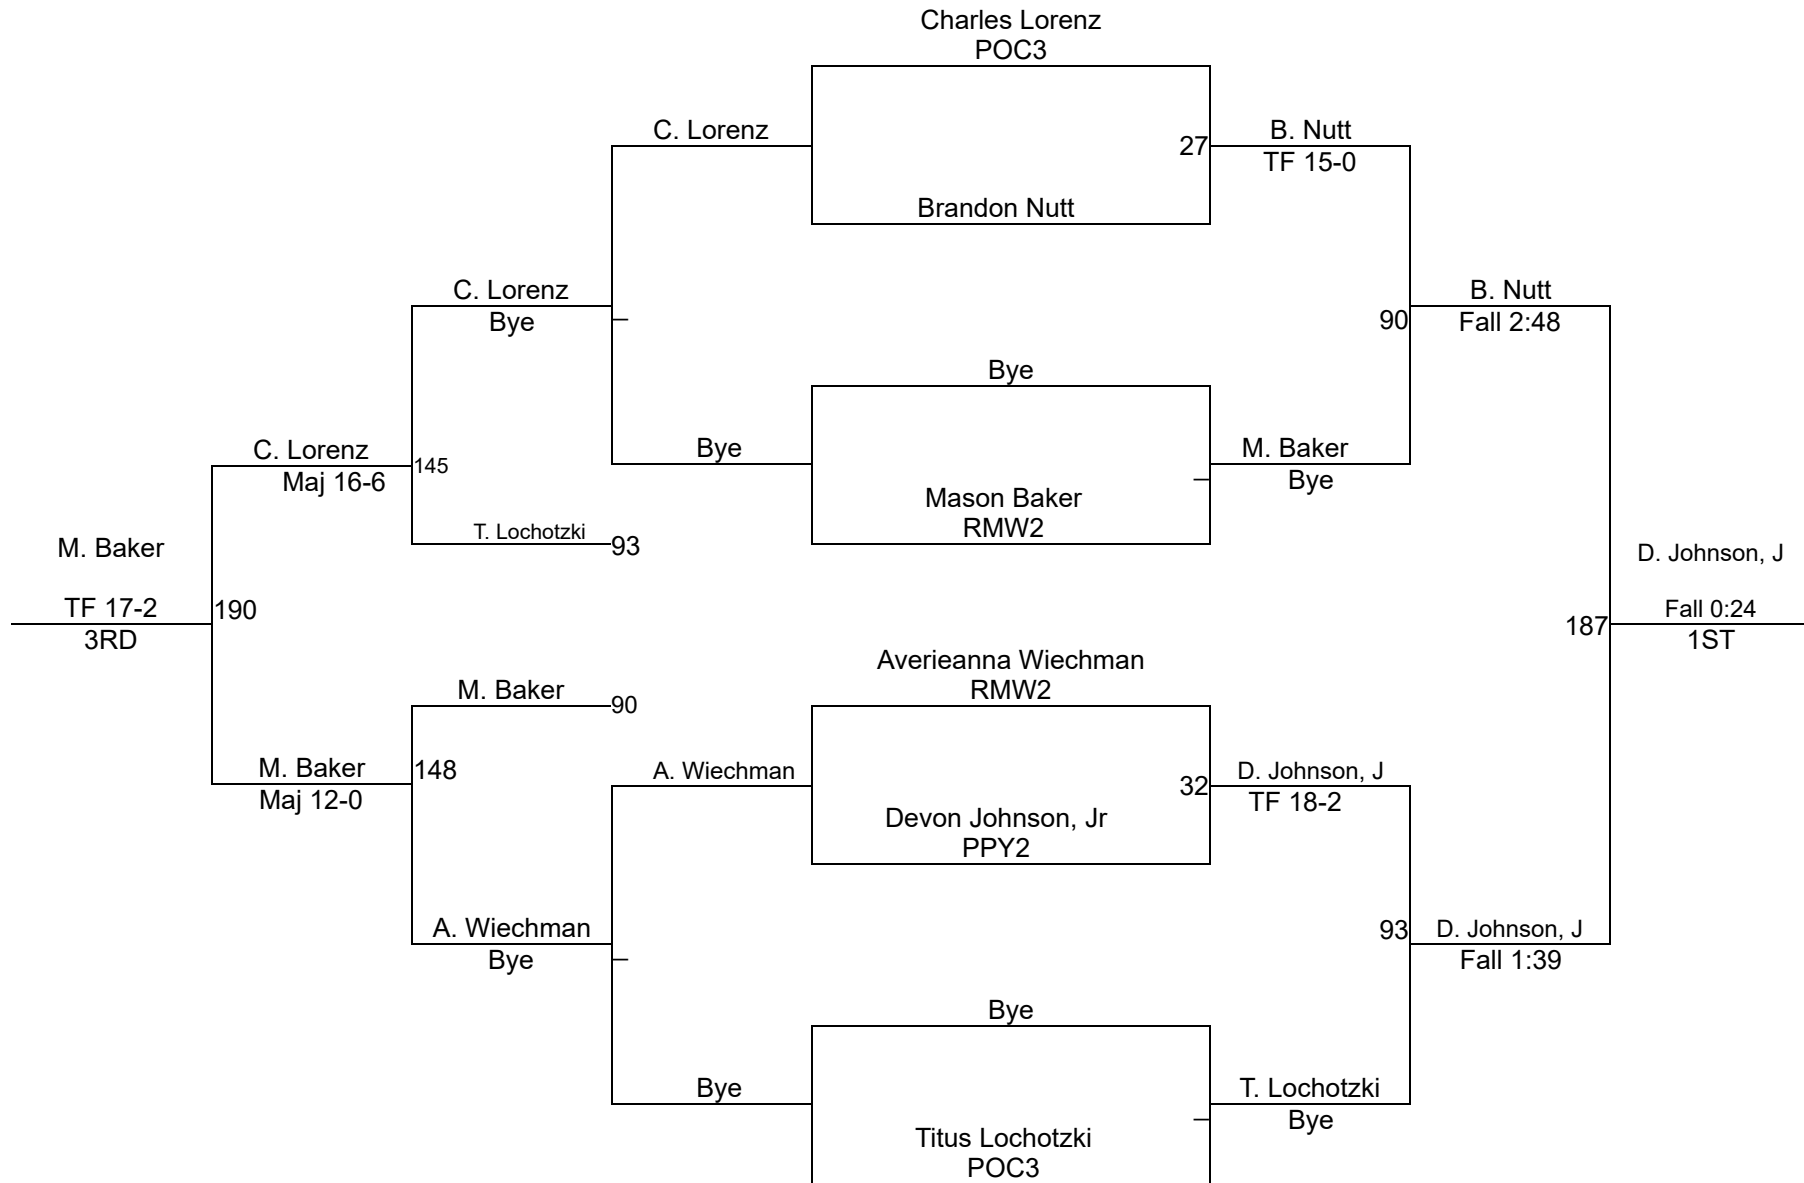 Charles Lorenz
POC3
C. Lorenz
27
B. Nutt
TF 15-0
Brandon Nutt
C. Lorenz
Bye
B. Nutt
90
Fall 2:48
Bye
C. Lorenz
Bye
M. Baker
145
Maj 16-6
Bye
Mason Baker
RMW2
T. Lochotzki
93
M. Baker
D. Johnson, J
TF 17-2
190
Fall 0:24
187
3RD
1ST
Averieanna Wiechman
RMW2
M. Baker
90
M. Baker
148
A. Wiechman
32
D. Johnson, J
Maj 12-0
TF 18-2
Devon Johnson, Jr
PPY2
A. Wiechman
93
D. Johnson, J
Bye
Fall 1:39
Bye
Bye
T. Lochotzki
Bye
Titus Lochotzki
POC3